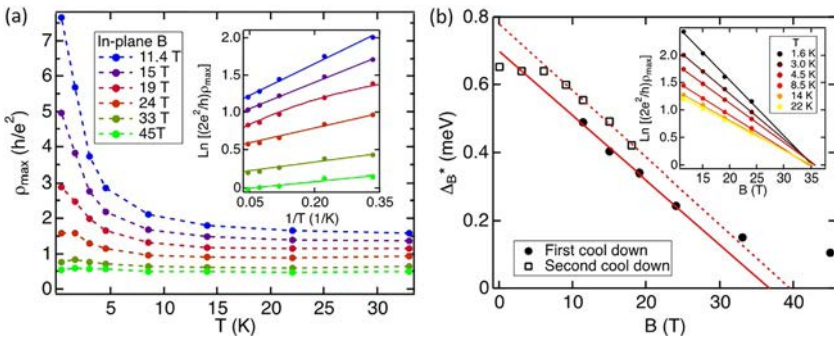 (a)
ρmax (h/e²)
7
6
5
4
3
2
1
0
5
10
15
20
25
30
T (K)
In-plane B
11.4 T
15 T
19 T
24 T
33 T
45T
Ln [(2e²/h)ρmax]
2.0
1.5
1.0
0.5
0.0
0.05
0.15
0.25
0.35
1/T (1/K)
(b)
Δ_B* (meV)
0.8
0.6
0.4
0.2
0.0
0
10
20
30
40
B (T)
First cool down
Second cool down
Ln [(2e²/h)ρmax]
2.5
2.0
1.5
1.0
0.5
0.0
15
20
25
30
35
B (T)
T
1.6 K
3.0 K
4.5 K
8.5 K
14 K
22 K